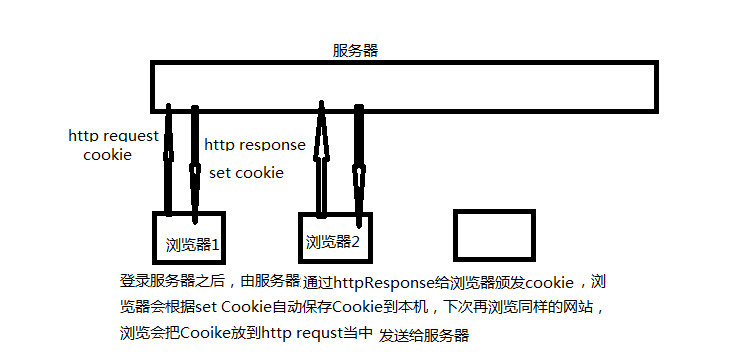 服务器
http request
cookie
http response
set cookie
浏览器1
浏览器2
登录服务器之后，由服务器通过httpResponse给浏览器颁发cookie，浏
览器会根据set Cookie自动保存Cookie到本机，下次再浏览同样的网站，
浏览会把Cooike放到http requst当中 发送给服务器